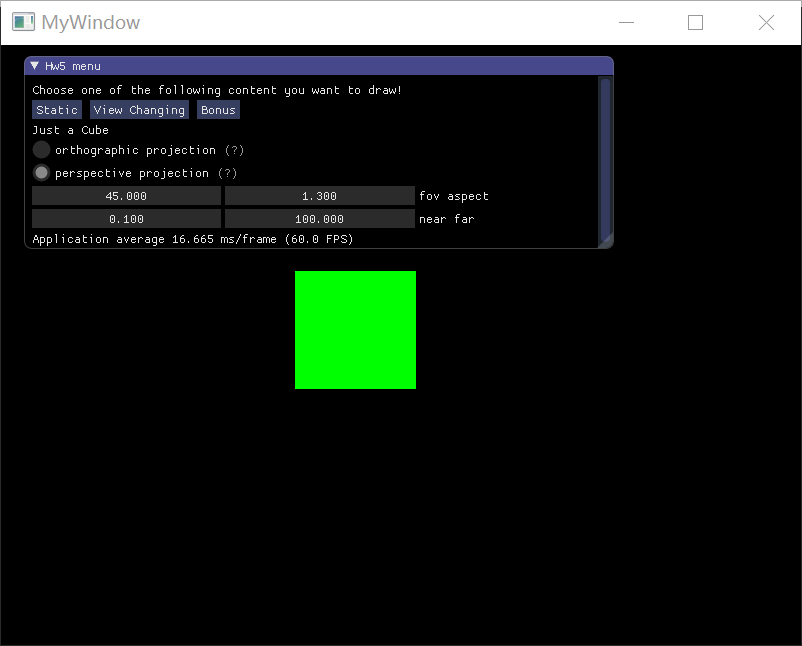 MyWindow
Hw5 menu
Choose one of the following content you want to draw!
Static View Changing Bonus
Just a Cube
orthographic projection (?)
perspective projection (?)
45.000 1.300 fov aspect
0.100 100.000 near far
Application average 16.665 ms/frame (60.0 FPS)